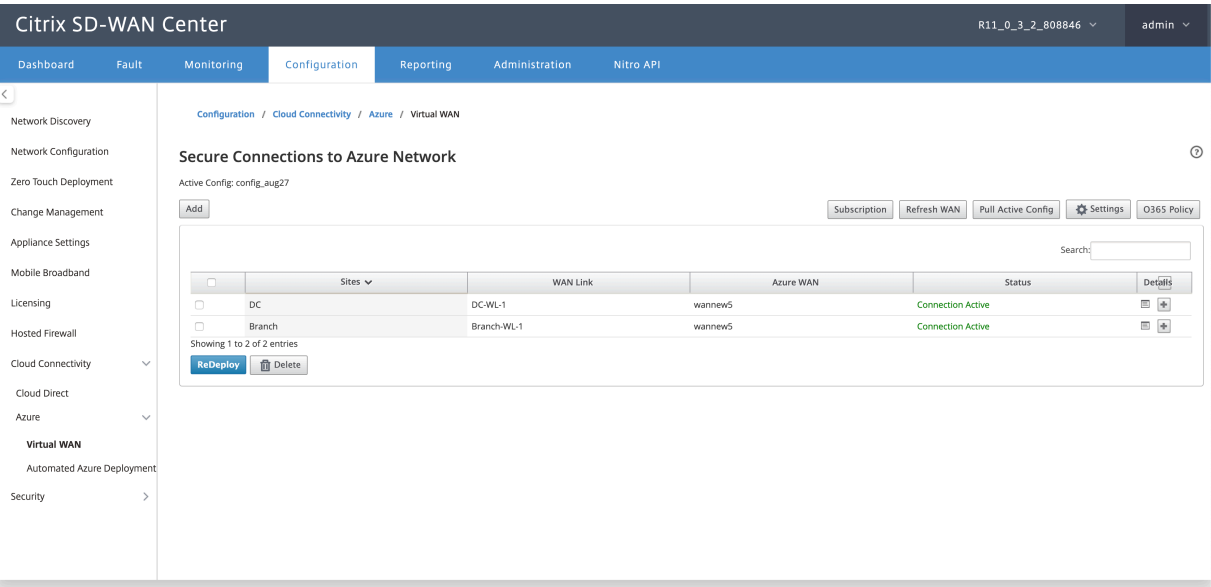 Citrix SD-WAN Center
R11_0_3_2_808846
admin
Dashboard Fault Monitoring Configuration Reporting Administration Nitro API
Network Discovery
Network Configuration
Zero Touch Deployment
Change Management
Appliance Settings
Mobile Broadband
Licensing
Hosted Firewall
Cloud Connectivity
Cloud Direct
Azure
Virtual WAN
Automated Azure Deployment
Security
Configuration / Cloud Connectivity / Azure / Virtual WAN
Secure Connections to Azure Network
Active Config: config_aug27
Add Subscription Refresh WAN Pull Active Config Settings O365 Policy
Search:
Sites WAN Link Azure WAN Status Details
DC DC-WL-1 wannew5 Connection Active
Branch Branch-WL-1 wannew5 Connection Active
Showing 1 to 2 of 2 entries
ReDeploy Delete